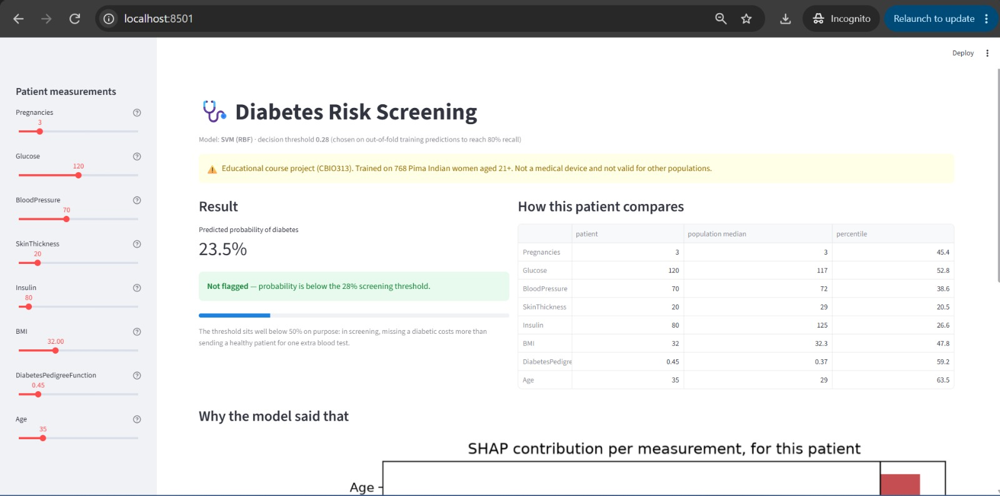 localhost:8501
Incognito
Relaunch to update
Deploy
Patient measurements
Pregnancies
3
Glucose
120
BloodPressure
70
SkinThickness
20
Insulin
80
BMI
32.00
DiabetesPedigreeFunction
0.45
Age
35
Diabetes Risk Screening
Model: SVM (RBF) · decision threshold 0.28 (chosen on out-of-fold training predictions to reach 80% recall)
Educational course project (CBIO313). Trained on 768 Pima Indian women aged 21+. Not a medical device and not valid for other populations.
Result
Predicted probability of diabetes
23.5%
Not flagged — probability is below the 28% screening threshold.
The threshold sits well below 50% on purpose: in screening, missing a diabetic costs more than
sending a healthy patient for one extra blood test.
How this patient compares
patient population median percentile
Pregnancies 3 3 45.4
Glucose 120 117 52.8
BloodPressure 70 72 38.6
SkinThickness 20 29 20.5
Insulin 80 125 26.6
BMI 32 32.3 47.8
DiabetesPedigre 0.45 0.37 59.2
Age 35 29 63.5
Why the model said that
SHAP contribution per measurement, for this patient
Age